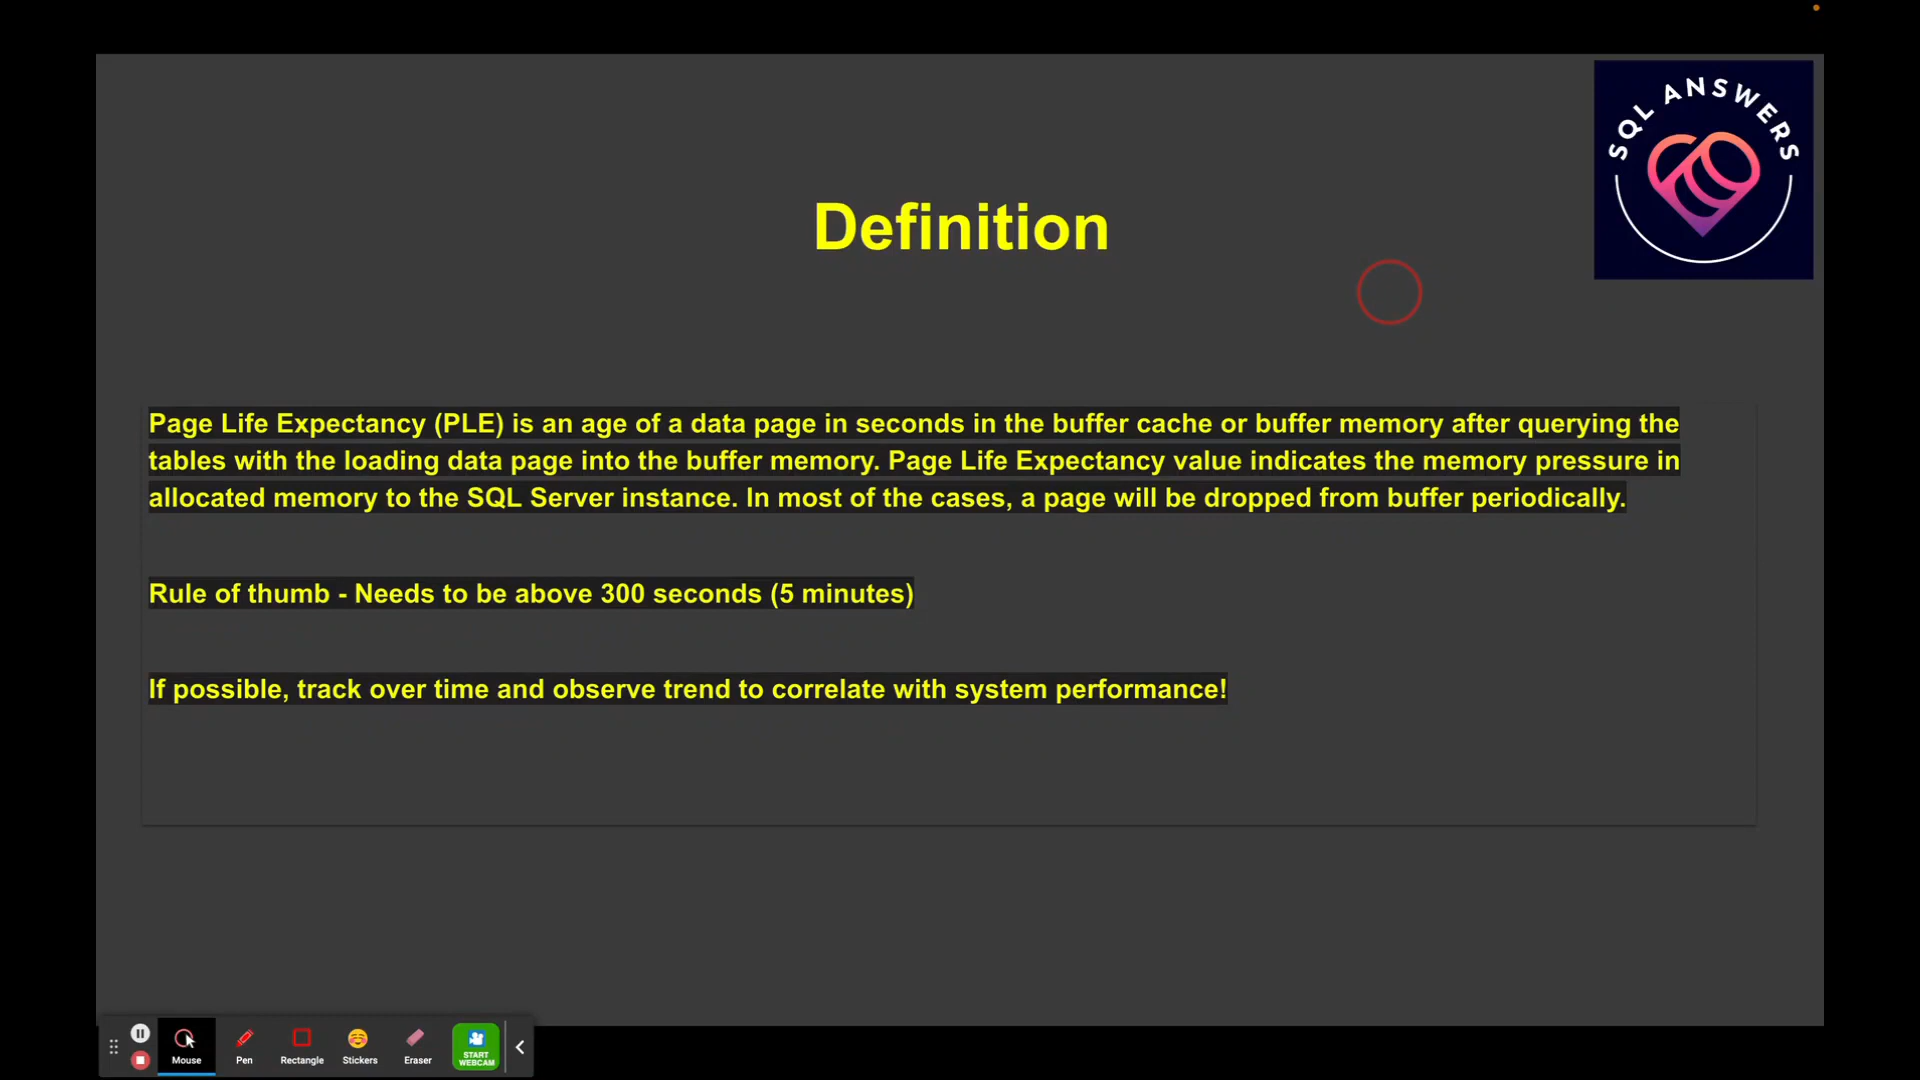 SQL ANSWERS
Definition
Page Life Expectancy (PLE) is an age of a data page in seconds in the buffer cache or buffer memory after querying the
tables with the loading data page into the buffer memory. Page Life Expectancy value indicates the memory pressure in
allocated memory to the SQL Server instance. In most of the cases, a page will be dropped from buffer periodically.
Rule of thumb - Needs to be above 300 seconds (5 minutes)
If possible, track over time and observe trend to correlate with system performance!
Mouse
Pen
Rectangle
Stickers
Eraser
START
WEBCAM